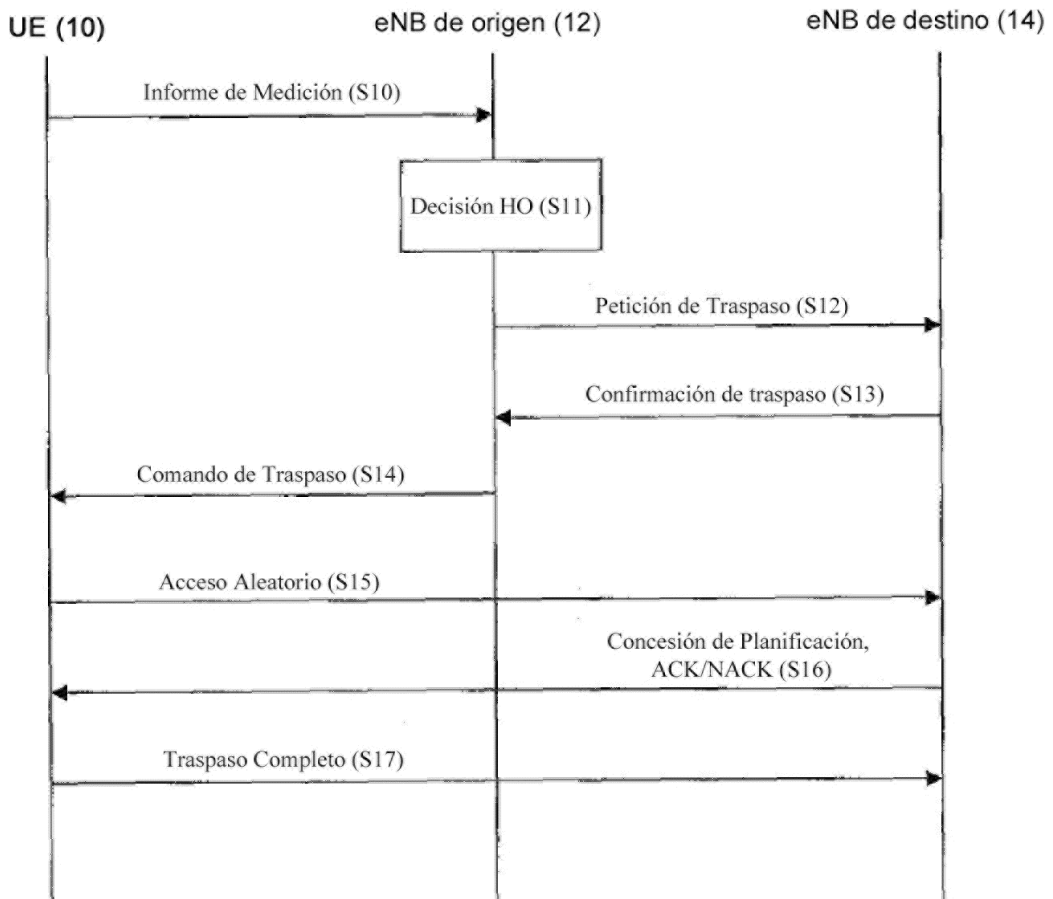 UE (10)
eNB de origen (12)
eNB de destino (14)
Informe de Medición (S10)
Decisión HO (S11)
Petición de Traspaso (S12)
Confirmación de traspaso (S13)
Comando de Traspaso (S14)
Acceso Aleatorio (S15)
Concesión de Planificación,
ACK/NACK (S16)
Traspaso Completo (S17)